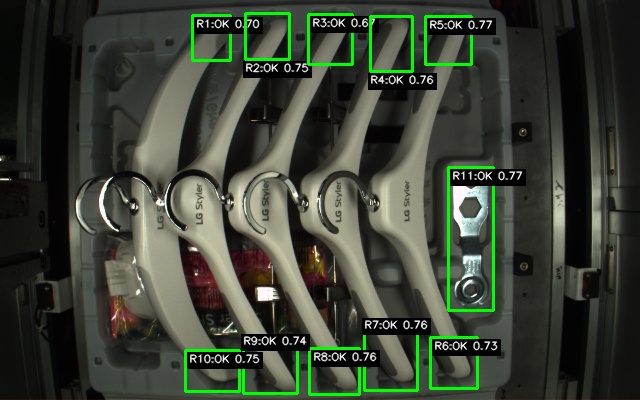 R1:OK 0.70
R2:OK 0.75
R3:OK 0.67
R4:OK 0.76
R5:OK 0.77
R11:OK 0.77
LG Styler
LG Styler
LG Styler
LG Styler
LG Styler
R10:OK 0.75
R9:OK 0.74
R8:OK 0.76
R7:OK 0.76
R6:OK 0.73